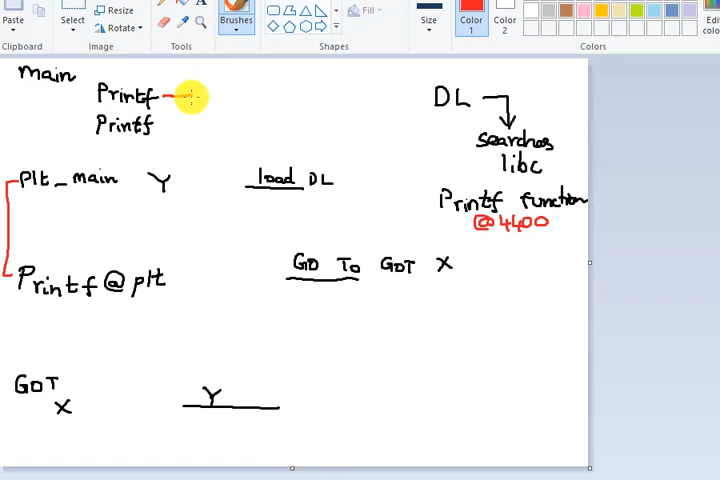 Paste
Select
Resize
Rotate
Brushes
Fill
Size
Color 1
Color 2
Edit
Clipboard
Image
Tools
Shapes
Colors
main
Printf
Printf
DL
searches
libc
Printf function
@4400
Plt_main Y load DL
Printf@plt GO TO GOT X
GOT
X Y